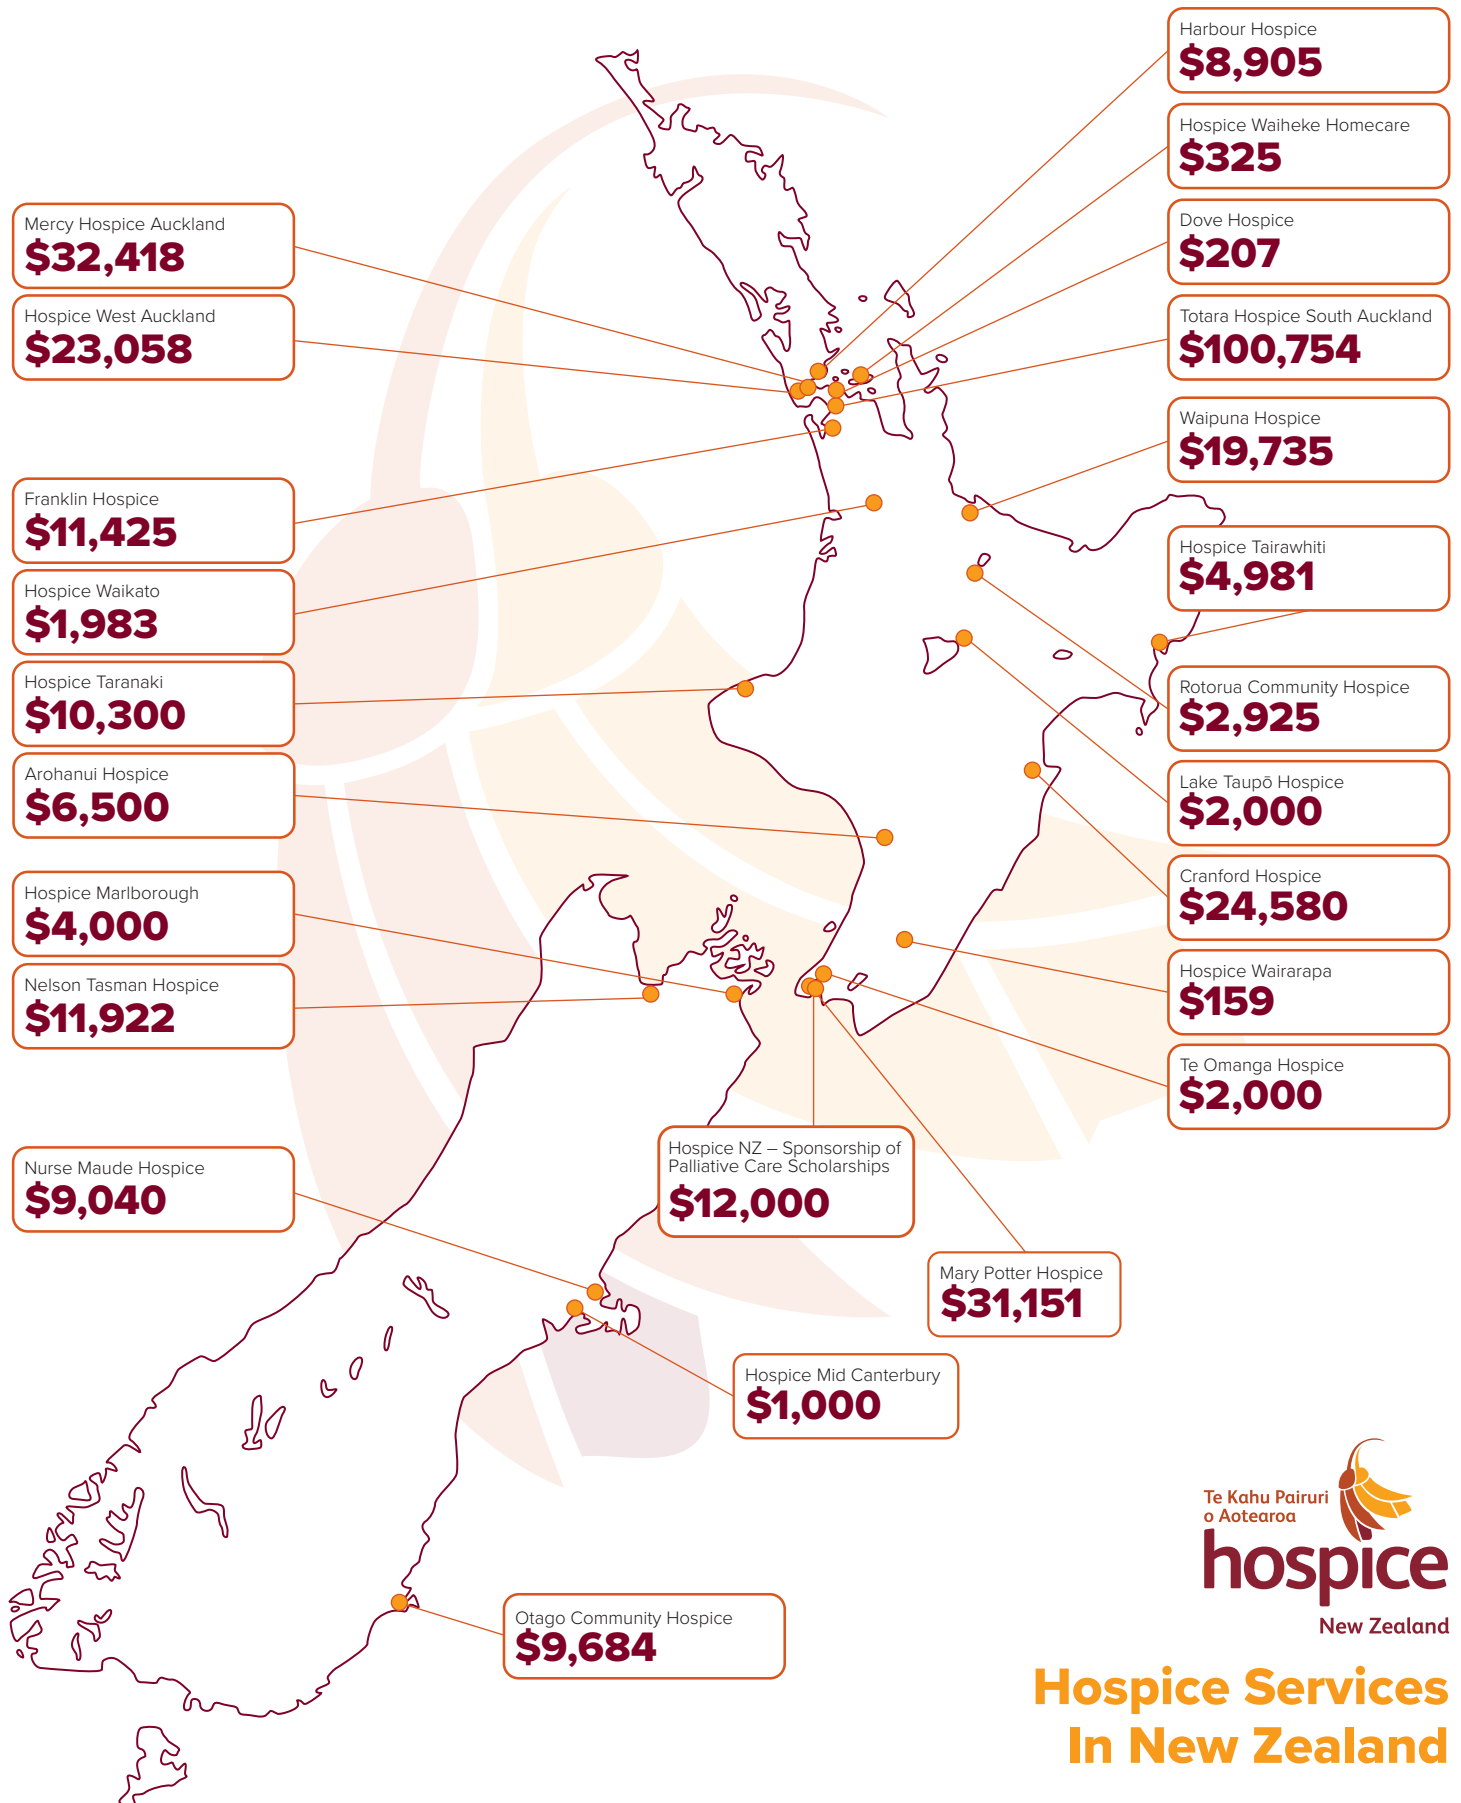 Harbour Hospice
$8,905
Hospice Waiheke Homecare
$325
Dove Hospice
$207
Totara Hospice South Auckland
$100,754
Waipuna Hospice
$19,735
Hospice Tairawhiti
$4,981
Rotorua Community Hospice
$2,925
Lake Taupō Hospice
$2,000
Cranford Hospice
$24,580
Hospice Wairarapa
$159
Te Omanga Hospice
$2,000
Mercy Hospice Auckland
$32,418
Hospice West Auckland
$23,058
Franklin Hospice
$11,425
Hospice Waikato
$1,983
Hospice Taranaki
$10,300
Arohanui Hospice
$6,500
Hospice Marlborough
$4,000
Nelson Tasman Hospice
$11,922
Nurse Maude Hospice
$9,040
Hospice NZ – Sponsorship of
Palliative Care Scholarships
$12,000
Mary Potter Hospice
$31,151
Hospice Mid Canterbury
$1,000
Otago Community Hospice
$9,684
Te Kahu Pairuri
o Aotearoa
hospice
New Zealand
Hospice Services
In New Zealand